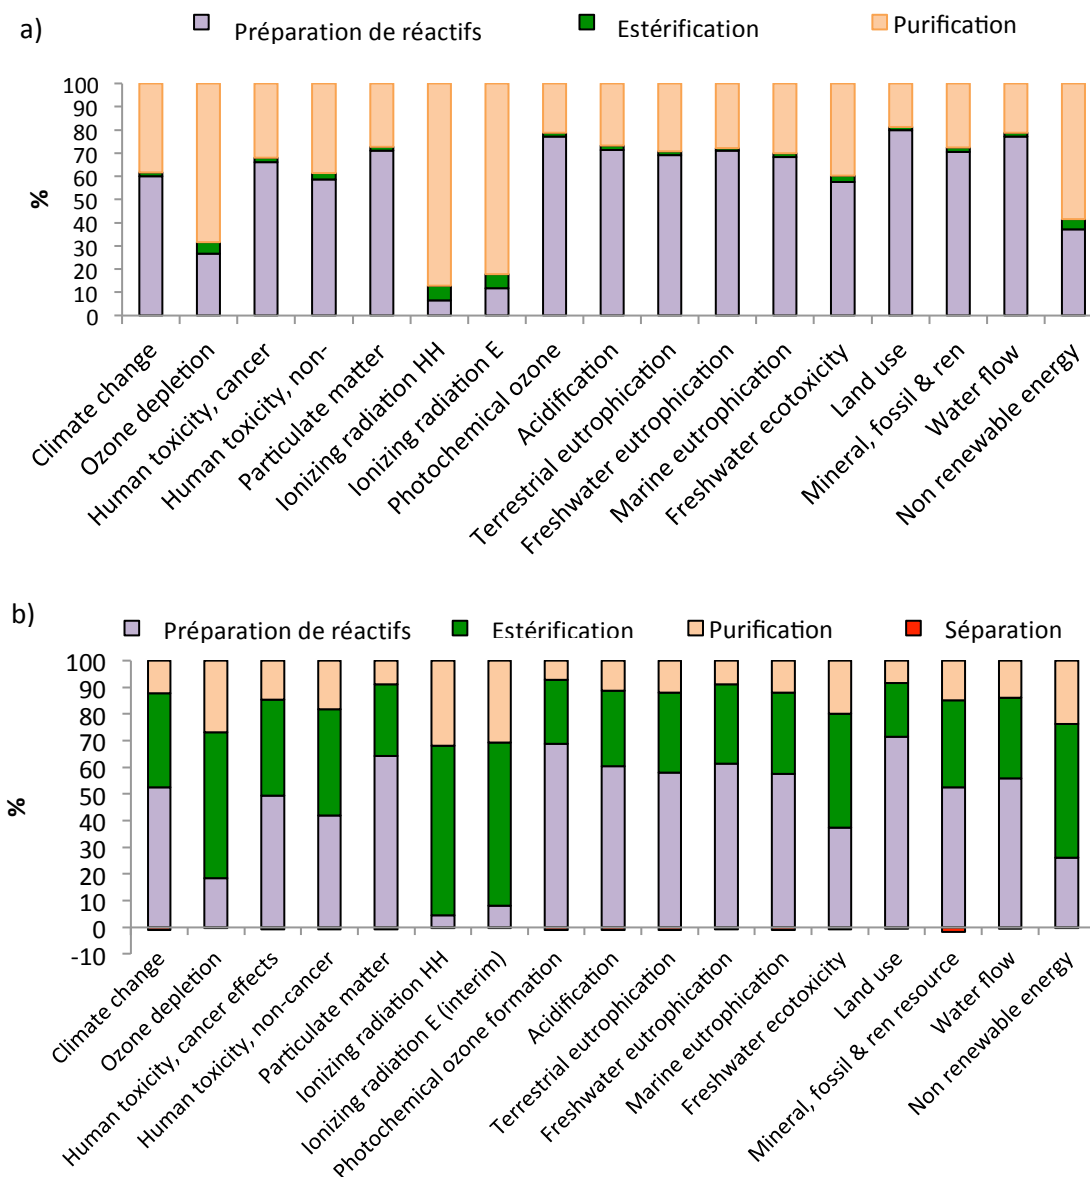 a)
Préparation de réactifs
Estérification
Purification
100
90
80
70
60
50
40
30
20
10
0
%
Climate change
Ozone depletion
Human toxicity, cancer
Human toxicity, non-
Particulate matter
Ionizing radiation HH
Ionizing radiation E
Photochemical ozone
Acidification
Terrestrial eutrophication
Freshwater eutrophication
Marine eutrophication
Freshwater ecotoxicity
Land use
Mineral, fossil & ren
Water flow
Non renewable energy
b)
Préparation de réactifs
Estérification
Purification
Séparation
100
90
80
70
60
50
40
30
20
10
0
-10
%
Climate change
Ozone depletion
Human toxicity, cancer effects
Human toxicity, non-cancer
Particulate matter
Ionizing radiation HH
Ionizing radiation E (interim)
Photochemical ozone formation
Acidification
Terrestrial eutrophication
Freshwater eutrophication
Marine eutrophication
Freshwater ecotoxicity
Land use
Mineral, fossil & ren resource
Water flow
Non renewable energy